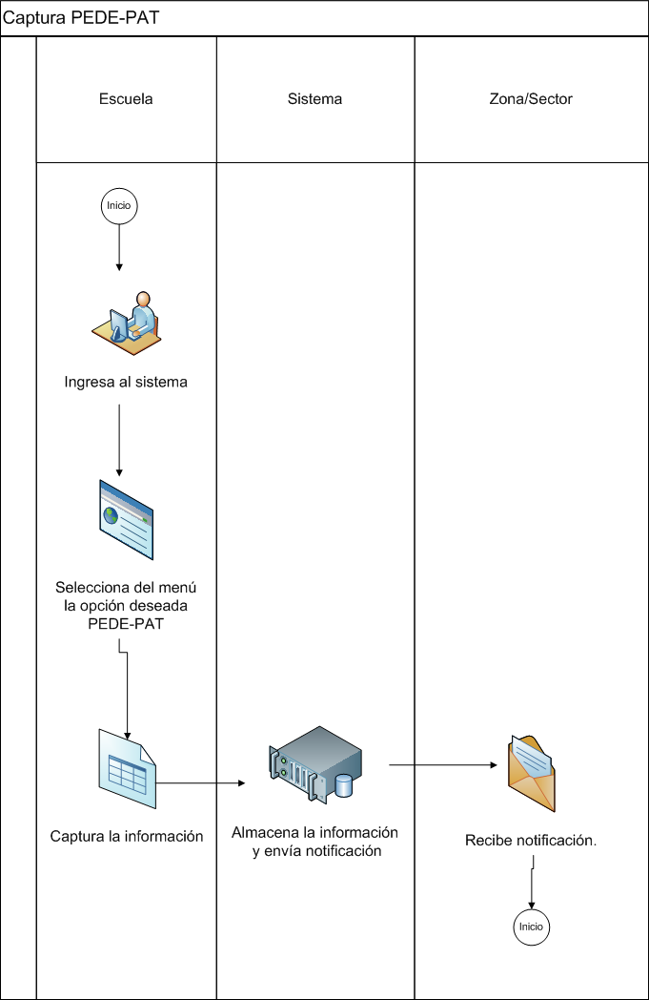 Captura PEDE-PAT
Escuela
Sistema
Zona/Sector
Inicio
Ingresa al sistema
Selecciona del menú
la opción deseada
PEDE-PAT
Captura la información
Almacena la información
y envía notificación
Recibe notificación.
Inicio